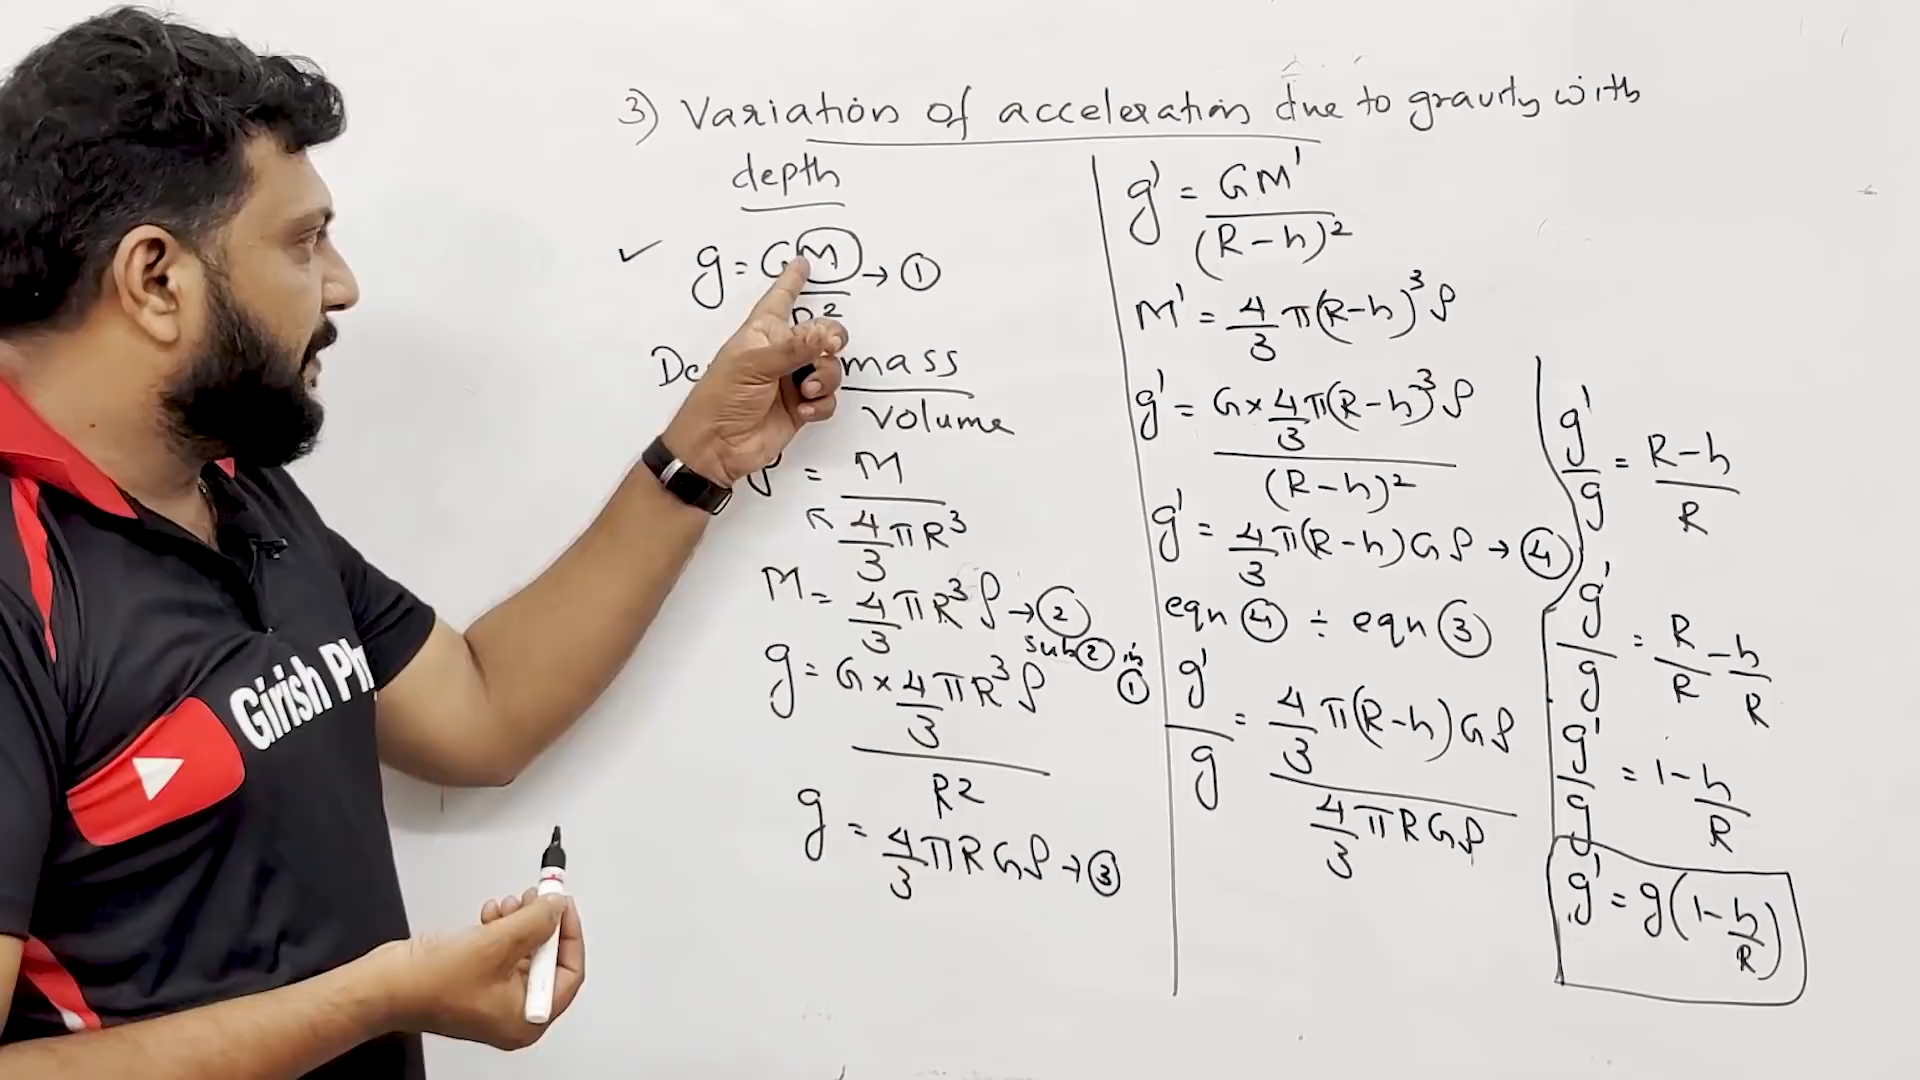 3) Variation of acceleration due to gravity with
depth
✓ g = GM/R² → ①
mass
volume
ρ = M / (4/3 πR³)
M = 4/3 πR³ρ → ②
sub ② in ①
g = G × 4/3 πR³ρ / R²
g = 4/3 πRGρ → ③
g' = GM' / (R-h)²
M' = 4/3 π(R-h)³ρ
g' = G × 4/3 π(R-h)³ρ / (R-h)²
g' = 4/3 π(R-h)Gρ → ④
eqn ④ ÷ eqn ③
g'/g = 4/3 π(R-h)Gρ / 4/3 πRGρ
g'/g = R-h / R
g'/g = R/R - h/R
g'/g = 1 - h/R
g' = g(1 - h/R)
Girish Ph